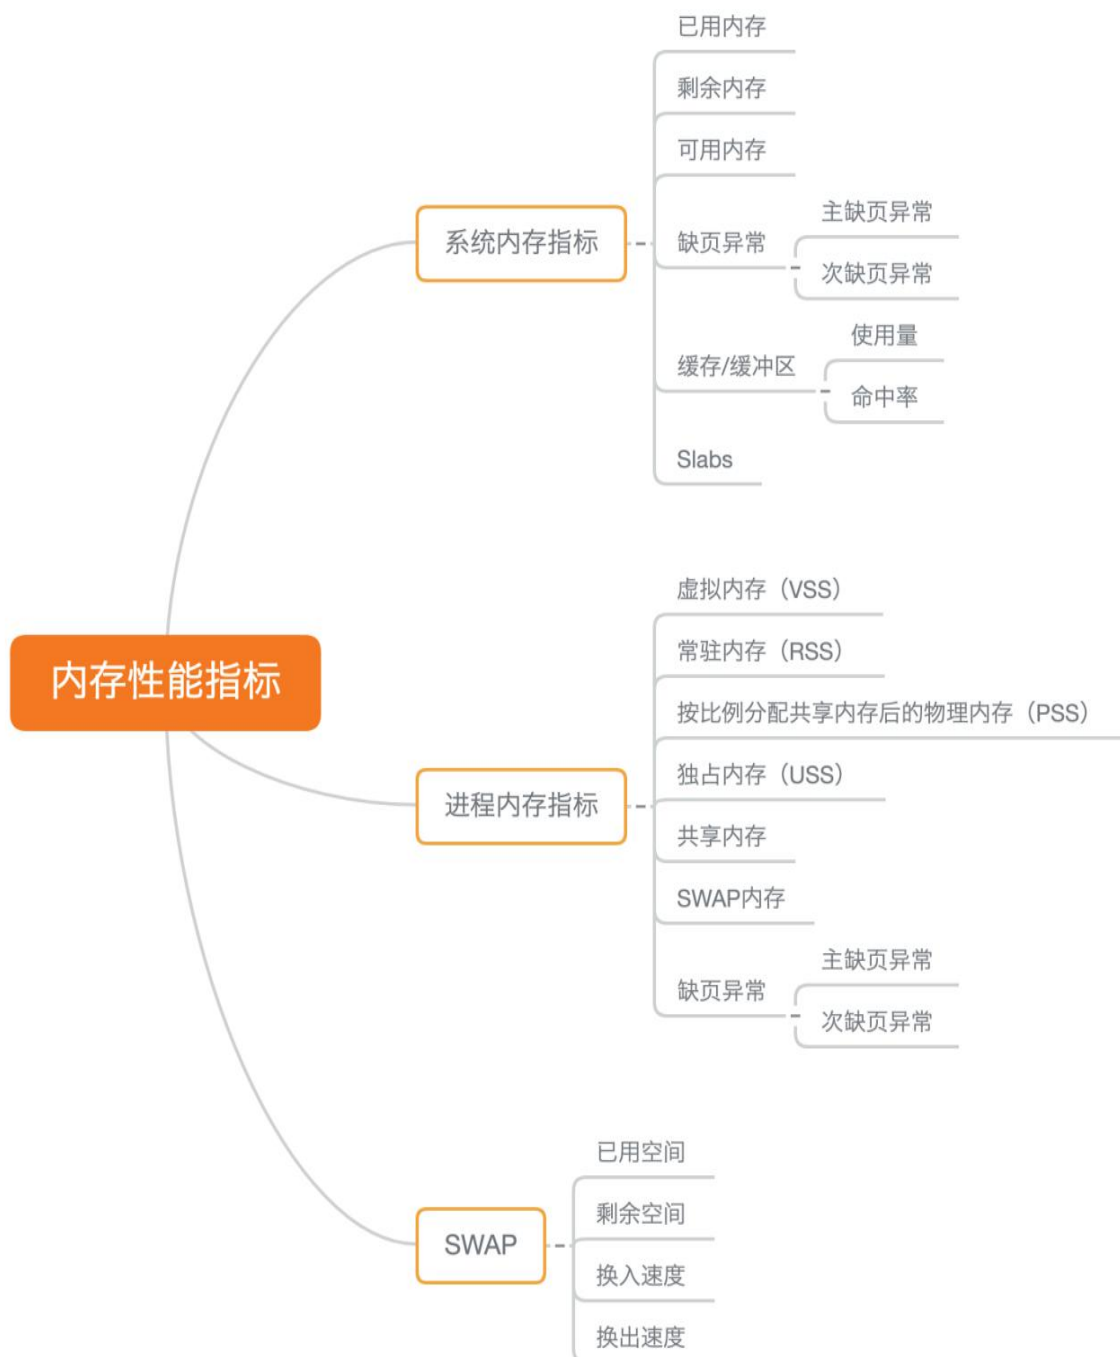 内存性能指标
系统内存指标
已用内存
剩余内存
可用内存
缺页异常
主缺页异常
次缺页异常
缓存/缓冲区
使用量
命中率
Slabs
进程内存指标
虚拟内存（VSS）
常驻内存（RSS）
按比例分配共享内存后的物理内存（PSS）
独占内存（USS）
共享内存
SWAP内存
缺页异常
主缺页异常
次缺页异常
SWAP
已用空间
剩余空间
换入速度
换出速度